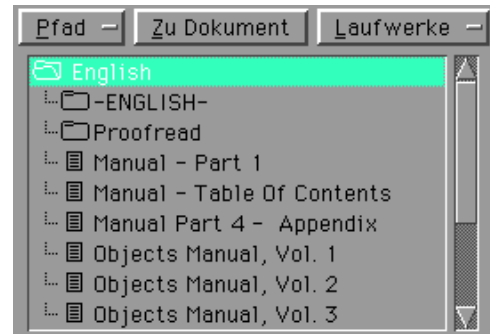 Pfad Zu Dokument Laufwerke
English
-ENGLISH-
Proofread
Manual - Part 1
Manual - Table Of Contents
Manual Part 4 - Appendix
Objects Manual, Vol. 1
Objects Manual, Vol. 2
Objects Manual, Vol. 3